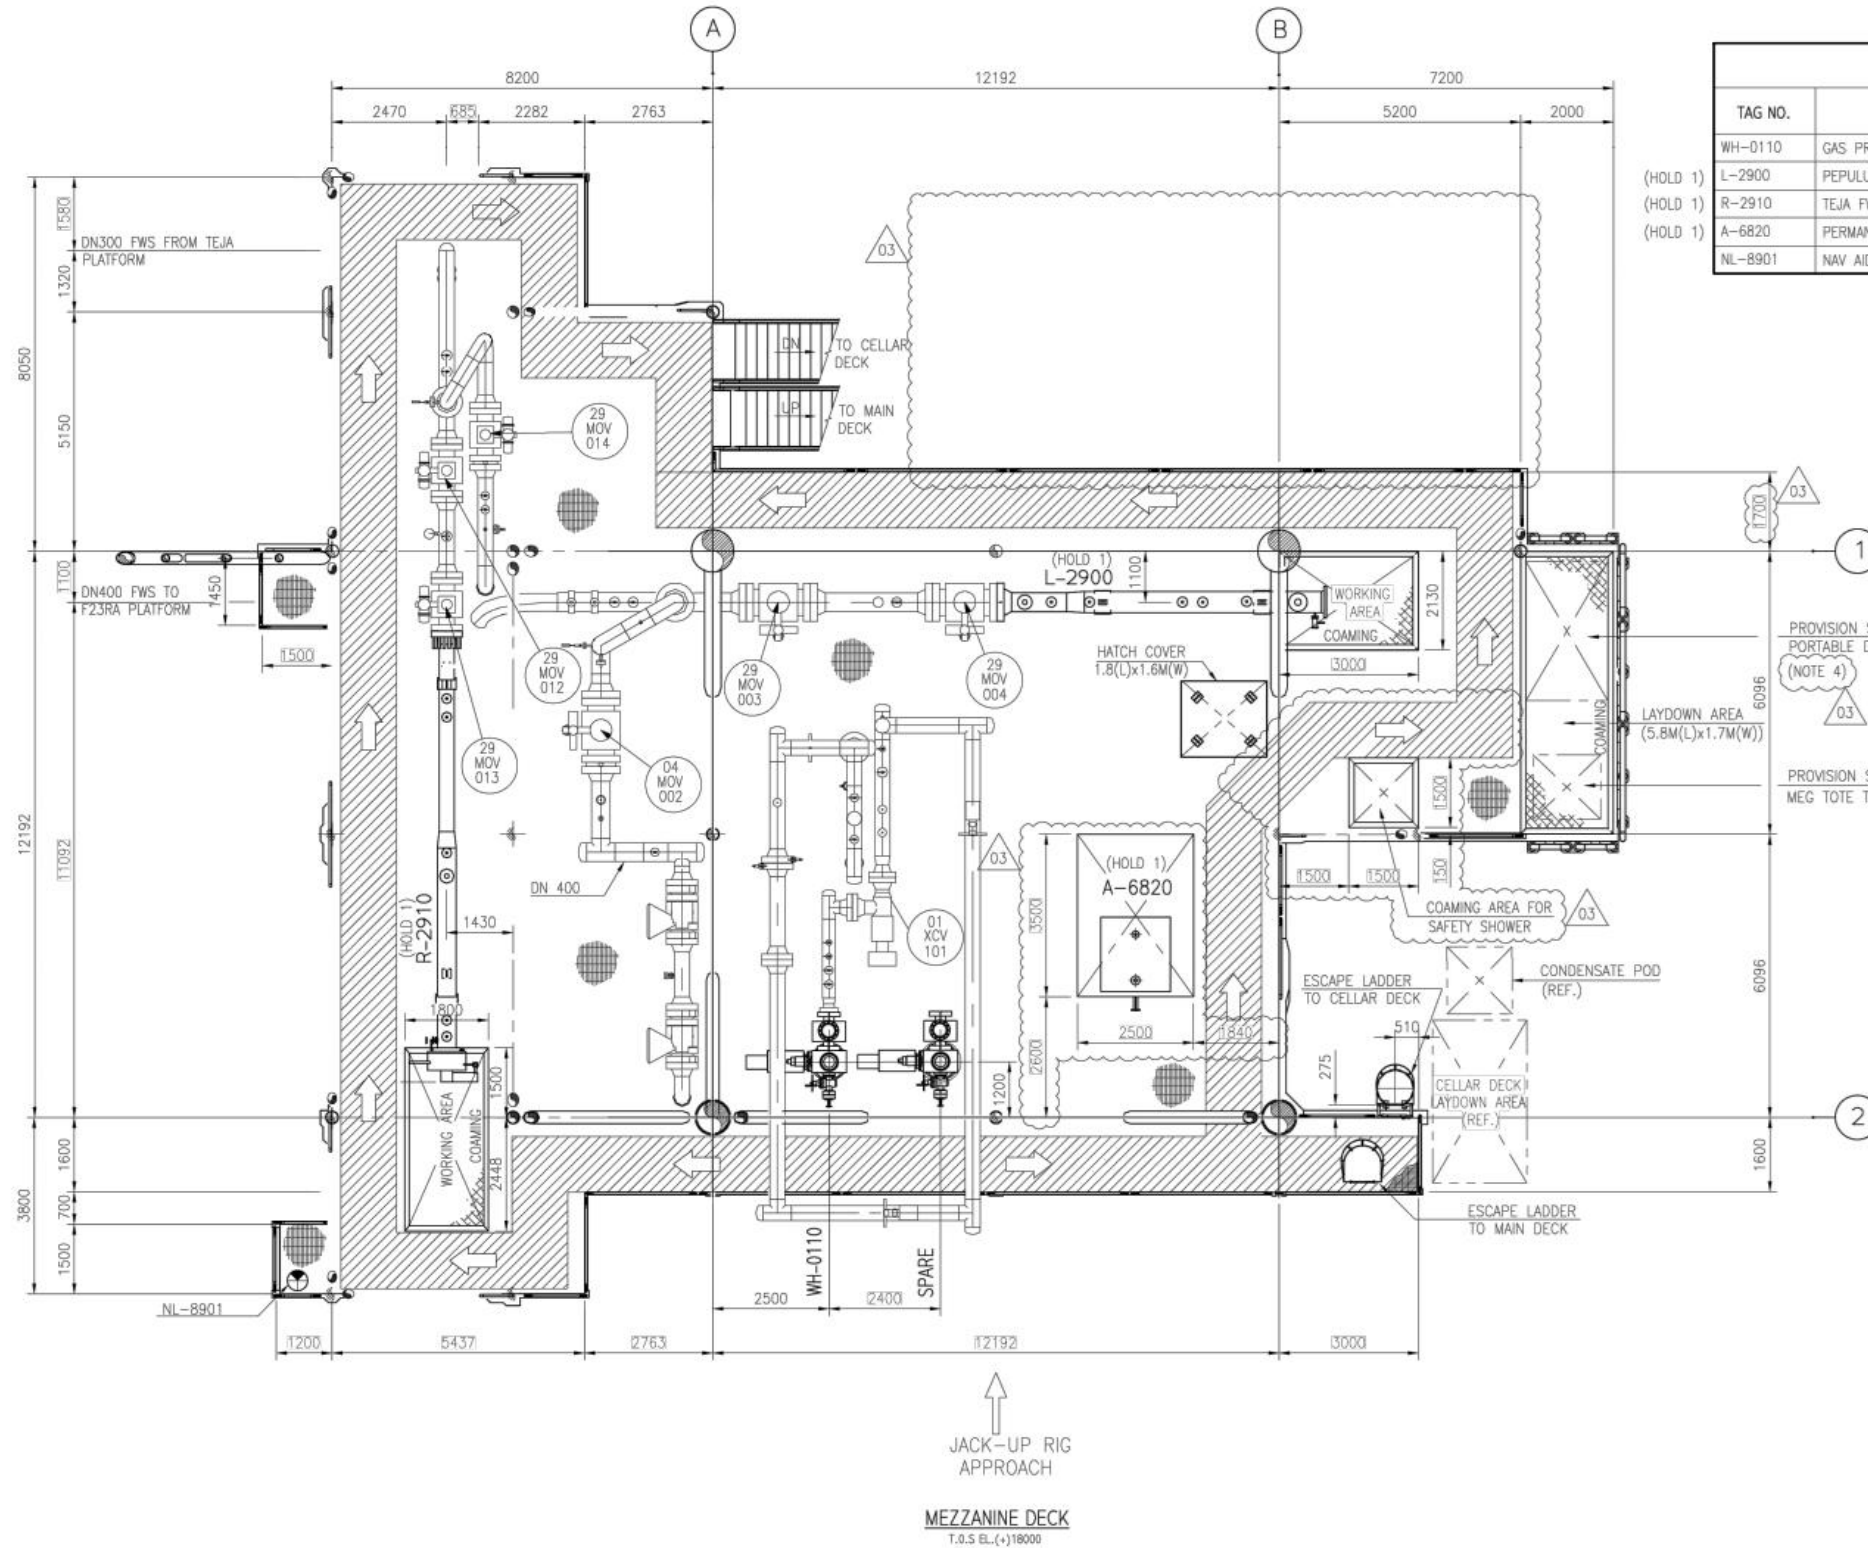 A
B
8200
12192
7200
2470
685
2282
2763
5200
2000
TAG NO.
WH-0110
GAS PR
(HOLD 1)
L-2900
PEPULU
(HOLD 1)
R-2910
TEJA F
(HOLD 1)
A-6820
PERMAN
NL-8901
NAV AID
1580
DN300 FWS FROM TEJA
PLATFORM
1320
8050
5150
03
DN
TO CELLAR
DECK
UP
TO MAIN
DECK
29
MOV
014
03
1700
1
1100
DN400 FWS TO
F23RA PLATFORM
1450
1500
(HOLD 1)
L-2900
1100
WORKING
AREA
COAMING
2130
3000
29
MOV
012
29
MOV
003
29
MOV
004
HATCH COVER
1.8(L)x1.6M(W)
PROVISION S
PORTABLE D
(NOTE 4)
03
6096
COAMING
LAYDOWN AREA
(5.8M(L)x1.7M(W))
29
MOV
013
04
MOV
002
PROVISION S
MEG TOTE T
1500
12192
11092
DN 400
03
(HOLD 1)
A-6820
3500
1500
1500
150
COAMING AREA FOR
SAFETY SHOWER
03
(HOLD 1)
R-2910
1430
01
XCV
101
ESCAPE LADDER
TO CELLAR DECK
CONDENSATE POD
(REF.)
6096
1800
2500
1840
510
275
2600
1200
1500
CELLAR DECK
LAYDOWN AREA
(REF.)
2
WORKING AREA
COAMING
2448
1600
700
3800
1500
1600
ESCAPE LADDER
TO MAIN DECK
WH-0110
SPARE
NL-8901
2500
2400
1200
5437
2763
12192
3000
JACK-UP RIG
APPROACH
MEZZANINE DECK
T.O.S EL.(+)18000